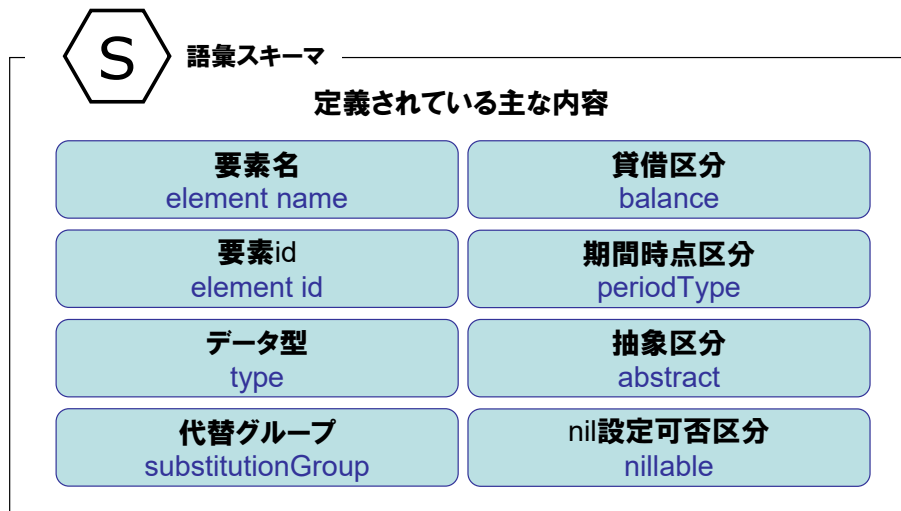 S
語彙スキーマ
定義されている主な内容
要素名
element name
貸借区分
balance
要素id
element id
期間時点区分
periodType
データ型
type
抽象区分
abstract
代替グループ
substitutionGroup
nil設定可否区分
nillable